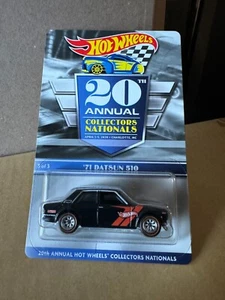 Hot Wheels
20TH
ANNUAL
COLLECTORS
NATIONALS
'71 DATSUN 510
20th ANNUAL HOT WHEELS COLLECTORS NATIONALS